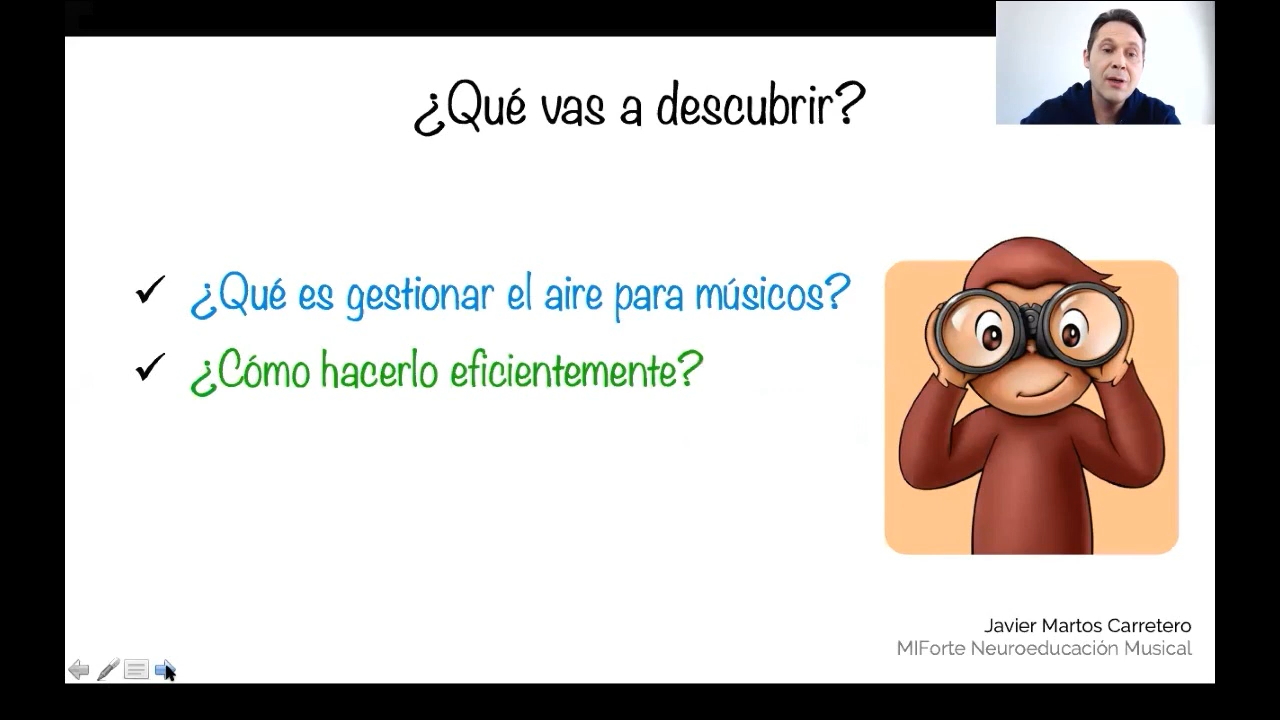 ¿Qué vas a descubrir?
¿Qué es gestionar el aire para músicos?
¿Cómo hacerlo eficientemente?
Javier Martos Carretero
MIForte Neuroeducación Musical